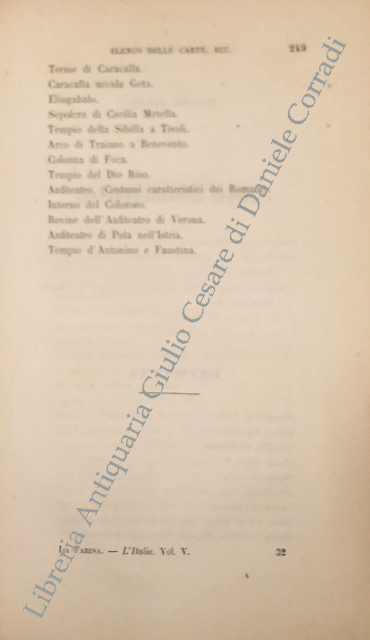 ELENCO DELLE CARTE, ECC. 249
Terme di Caracalla.
Caracalla uccide Geta.
Eliogabalo.
Sepolcro di Cecilia Metella.
Tempio della Sibilla a Tivoli.
Arco di Traiano a Benevento.
Colonna di Foca.
Tempio del Dio Riso.
Anfiteatro. (Costumi caratteristici dei Romani)
Interno del Colosseo.
Rovine dell'Anfiteatro di Verona.
Anfiteatro di Pola nell'Istria.
Tempio d'Antonino e Faustina.
LA FARINA. — L'Italia. Vol. V. 32
Libreria Antiquaria Giulio Cesare di Daniele Corradi